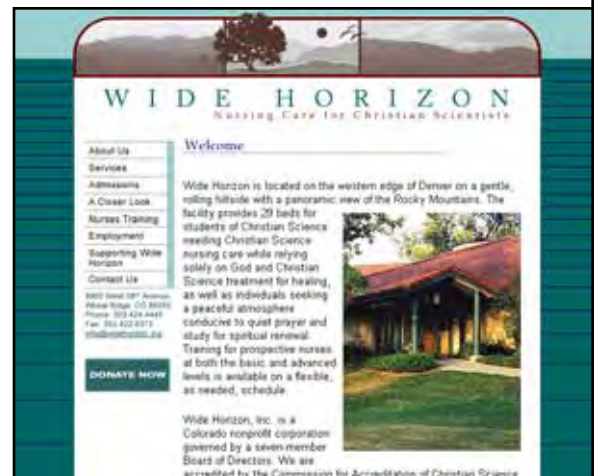 WIDE HORIZON
Nursing Care for Christian Scientists
About Us
Services
Admissions
A Closer Look
Nurses Training
Employment
Supporting Wide
Horizon
Contact Us
DONATE NOW
Welcome
Wide Horizon is located on the western edge of Denver on a gentle,
rolling hillside with a panoramic view of the Rocky Mountains. The
facility provides 29 beds for
students of Christian Science
needing Christian Science
nursing care while relying
solely on God and Christian
Science treatment for healing,
as well as individuals seeking
a peaceful atmosphere
conducive to quiet prayer and
study for spiritual renewal.
Training for prospective nurses
at both the basic and advanced
levels is available on a flexible,
as needed, schedule.
Wide Horizon, Inc. is a
Colorado nonprofit corporation
governed by a seven-member
Board of Directors. We are
accredited by the Commission for Accreditation of Christian Science